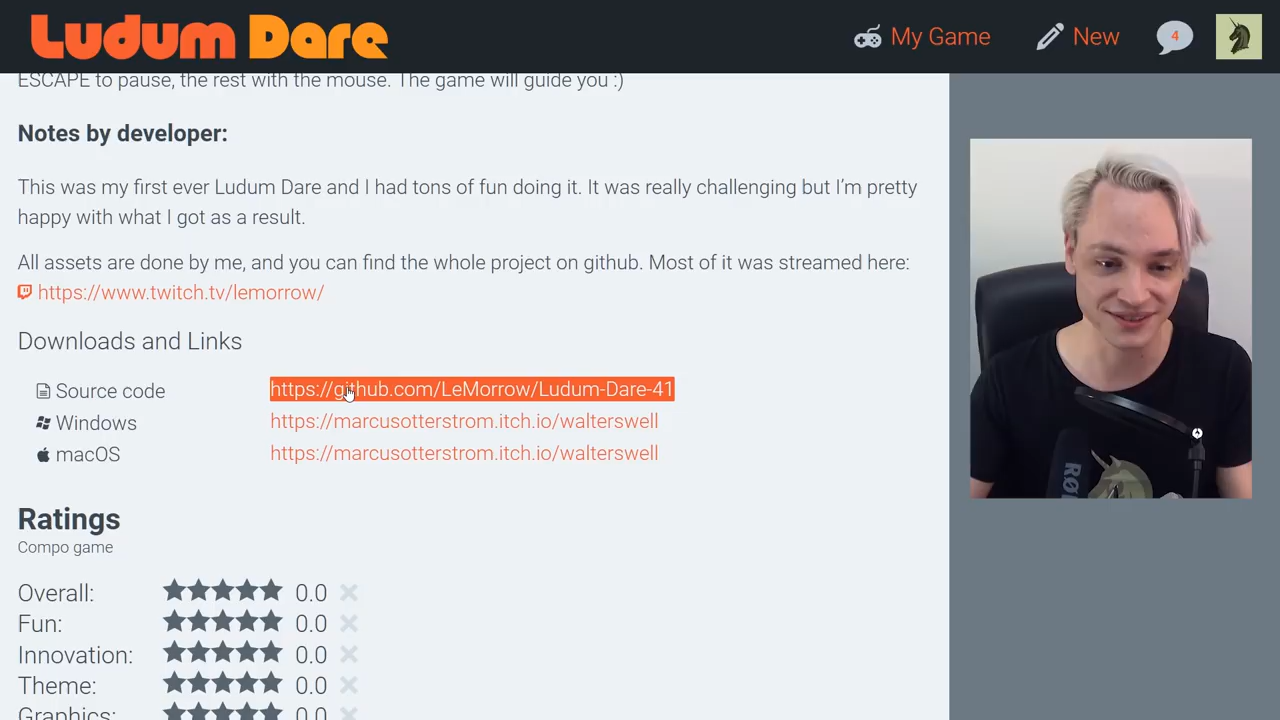 LUDUM DARE
My Game
New
4
ESCAPE to pause, the rest with the mouse. The game will guide you :)
Notes by developer:
This was my first ever Ludum Dare and I had tons of fun doing it. It was really challenging but I’m pretty
happy with what I got as a result.
All assets are done by me, and you can find the whole project on github. Most of it was streamed here:
https://www.twitch.tv/lemorrow/
Downloads and Links
Source code https://github.com/LeMorrow/Ludum-Dare-41
Windows https://marcusotterstrom.itch.io/walterswell
macOS https://marcusotterstrom.itch.io/walterswell
Ratings
Compo game
Overall: 0.0
Fun: 0.0
Innovation: 0.0
Theme: 0.0
Graphics: 0.0